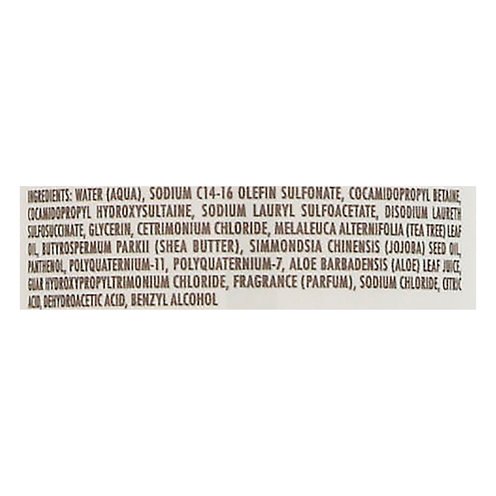 INGREDIENTS: WATER (AQUA), SODIUM C14-16 OLEFIN SULFONATE, COCAMIDOPROPYL BETAINE,
COCAMIDOPROPYL HYDROXYSULTAINE, SODIUM LAURYL SULFOACETATE, DISODIUM LAURETH
SULFOSUCCINATE, GLYCERIN, CETRIMONIUM CHLORIDE, MELALEUCA ALTERNIFOLIA (TEA TREE) LEAF
OIL, BUTYROSPERMUM PARKII (SHEA BUTTER), SIMMONDSIA CHINENSIS (JOJOBA) SEED OIL,
PANTHENOL, POLYQUATERNIUM-11, POLYQUATERNIUM-7, ALOE BARBADENSIS (ALOE) LEAF JUICE,
GUAR HYDROXYPROPYLTRIMONIUM CHLORIDE, FRAGRANCE (PARFUM), SODIUM CHLORIDE, CITRIC
ACID, DEHYDROACETIC ACID, BENZYL ALCOHOL